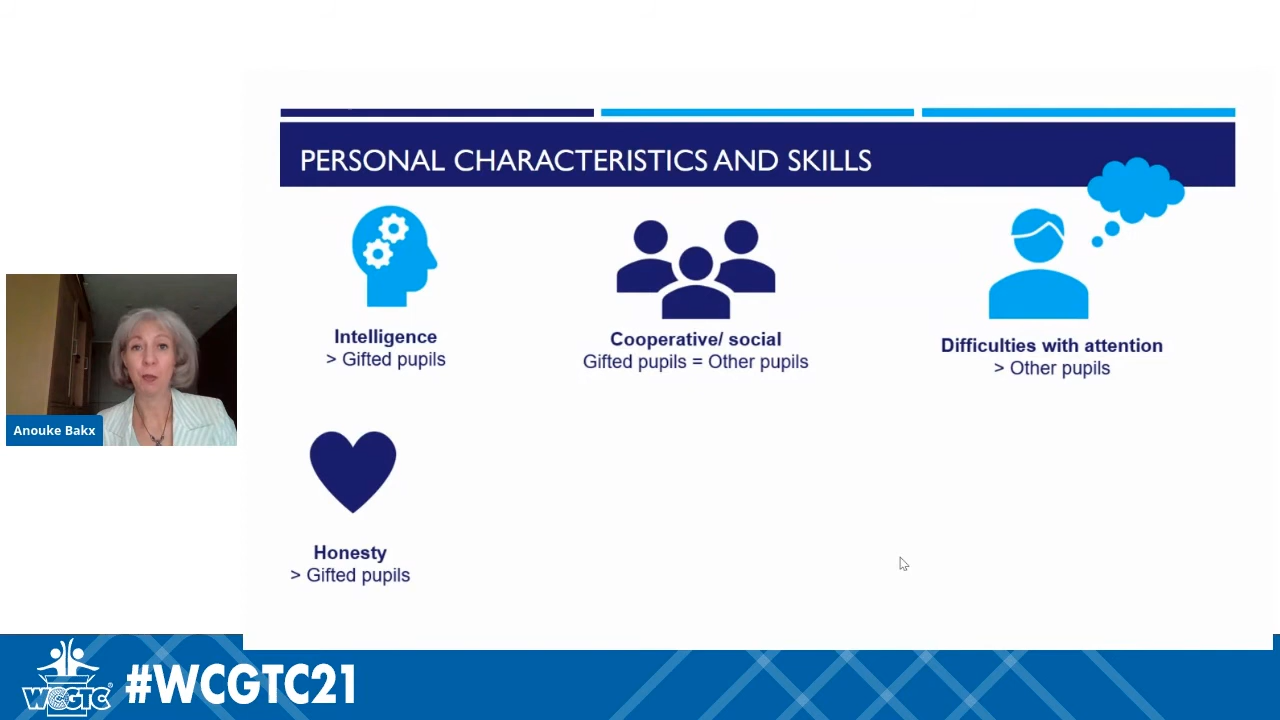 PERSONAL CHARACTERISTICS AND SKILLS
Intelligence
> Gifted pupils
Cooperative/ social
Gifted pupils = Other pupils
Difficulties with attention
> Other pupils
Anouke Bakx
Honesty
> Gifted pupils
WCGTC®
#WCGTC21